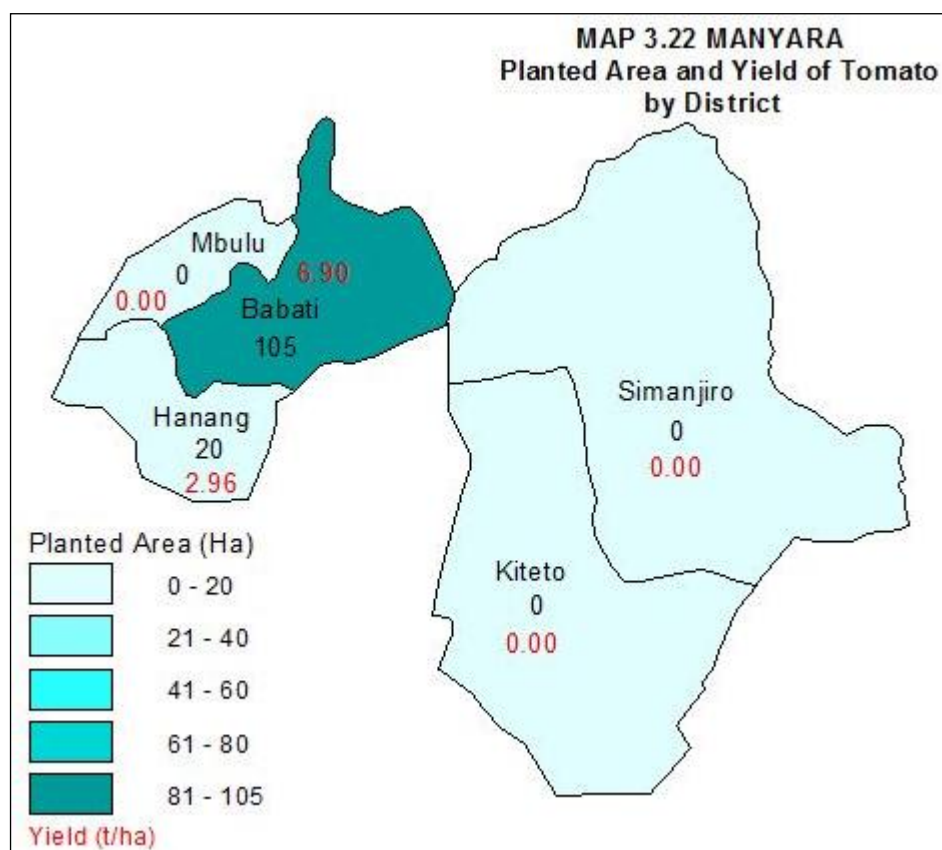 MAP 3.22 MANYARA
Planted Area and Yield of Tomato
by District
Mbulu
0
0.00
6.90
Babati
105
Hanang
20
2.96
Simanjiro
0
0.00
Kiteto
0
0.00
Planted Area (Ha)
0 - 20
21 - 40
41 - 60
61 - 80
81 - 105
Yield (t/ha)